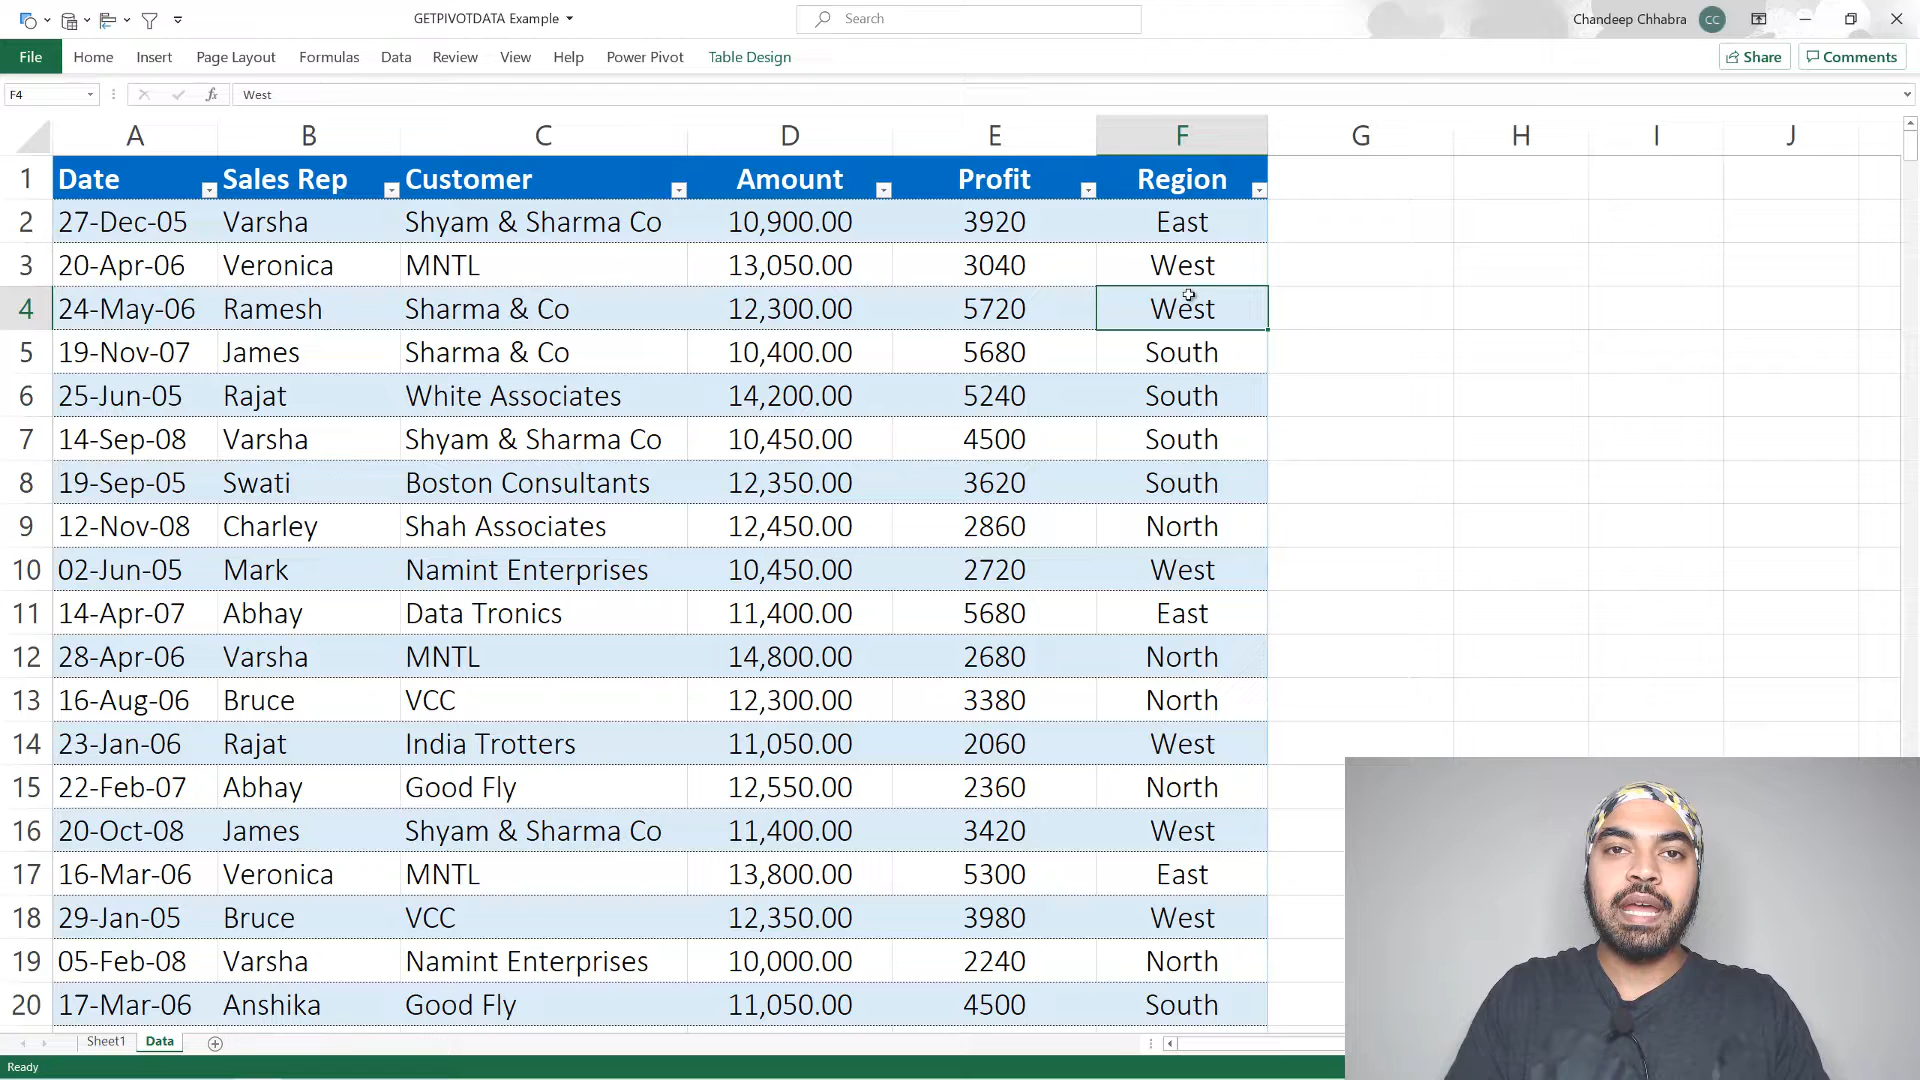 GETPIVOTDATA Example
Search
Chandeep Chhabra CC
File Home Insert Page Layout Formulas Data Review View Help Power Pivot Table Design Share Comments
F4 fx West
A B C D E F G H I J
1 Date Sales Rep Customer Amount Profit Region
2 27-Dec-05 Varsha Shyam & Sharma Co 10,900.00 3920 East
3 20-Apr-06 Veronica MNTL 13,050.00 3040 West
4 24-May-06 Ramesh Sharma & Co 12,300.00 5720 West
5 19-Nov-07 James Sharma & Co 10,400.00 5680 South
6 25-Jun-05 Rajat White Associates 14,200.00 5240 South
7 14-Sep-08 Varsha Shyam & Sharma Co 10,450.00 4500 South
8 19-Sep-05 Swati Boston Consultants 12,350.00 3620 South
9 12-Nov-08 Charley Shah Associates 12,450.00 2860 North
10 02-Jun-05 Mark Namint Enterprises 10,450.00 2720 West
11 14-Apr-07 Abhay Data Tronics 11,400.00 5680 East
12 28-Apr-06 Varsha MNTL 14,800.00 2680 North
13 16-Aug-06 Bruce VCC 12,300.00 3380 North
14 23-Jan-06 Rajat India Trotters 11,050.00 2060 West
15 22-Feb-07 Abhay Good Fly 12,550.00 2360 North
16 20-Oct-08 James Shyam & Sharma Co 11,400.00 3420 West
17 16-Mar-06 Veronica MNTL 13,800.00 5300 East
18 29-Jan-05 Bruce VCC 12,350.00 3980 West
19 05-Feb-08 Varsha Namint Enterprises 10,000.00 2240 North
20 17-Mar-06 Anshika Good Fly 11,050.00 4500 South
Sheet1 Data
Ready